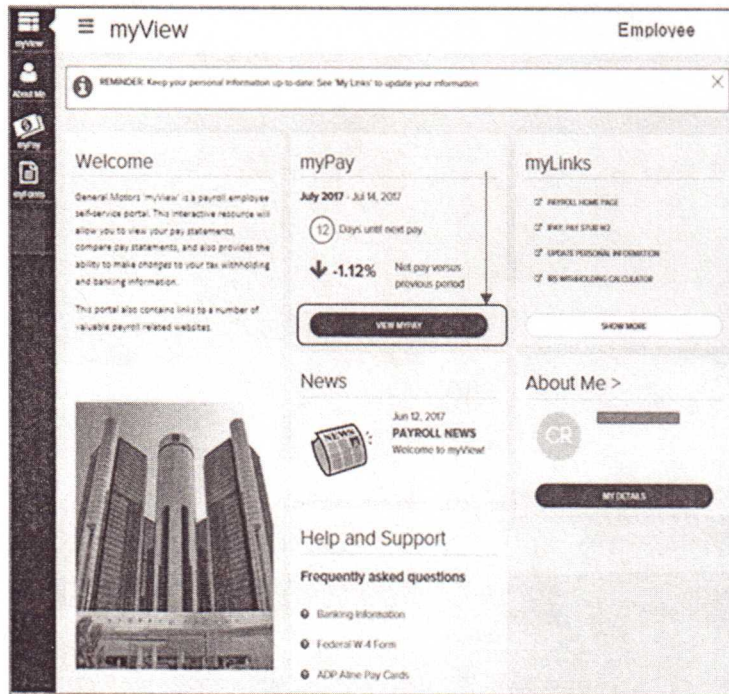 myView
About Me
myPay
myForms
myView
Employee
REMINDER: Keep your personal information up-to-date. See 'My Links' to update your information
Welcome
General Motors 'myView' is a payroll employee
self-service portal. This interactive resource will
allow you to view your pay statements,
compare pay statements, and also provides the
ability to make changes to your tax withholding
and banking information.
This portal also contains links to a number of
valuable payroll related websites.
myPay
July 2017 - Jul 14, 2017
12 Days until next pay
-1.12% Net pay versus
previous period
VIEW MYPAY
myLinks
PAYROLL HOME PAGE
IPAY: PAY STUB W2
UPDATE PERSONAL INFORMATION
IRS WITHHOLDING CALCULATOR
SHOW MORE
News
NEWS
Jun 12, 2017
PAYROLL NEWS
Welcome to myView!
About Me >
CR
MY DETAILS
Help and Support
Frequently asked questions
Banking Information
Federal W-4 Form
ADP Aline Pay Cards